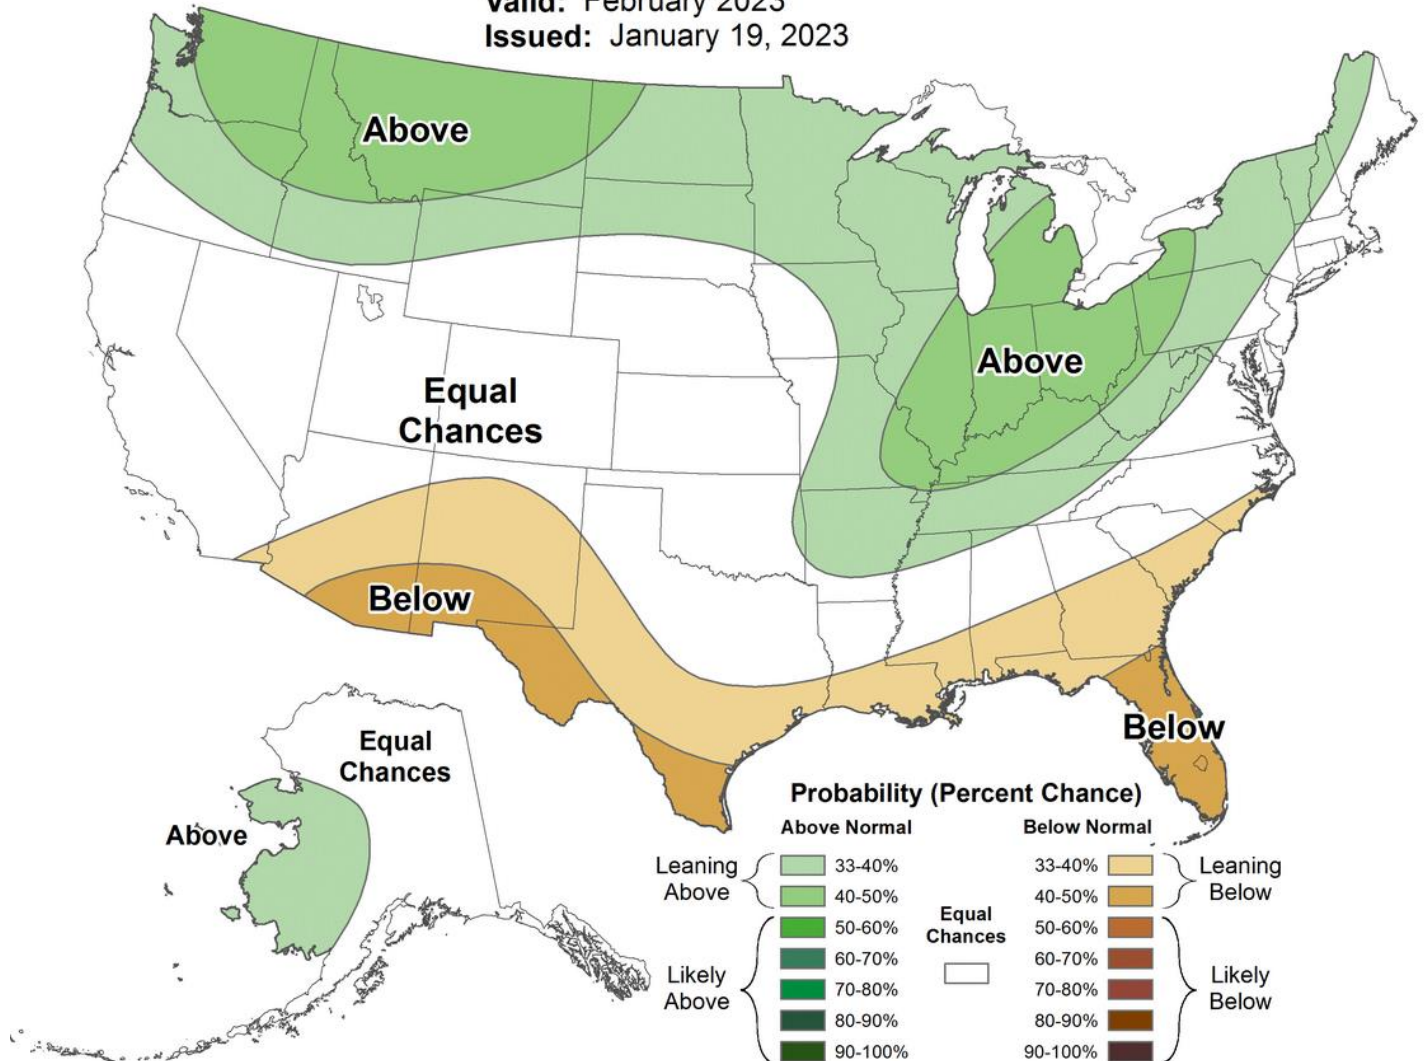 Valid: February 2023
Issued: January 19, 2023
Above
Above
Equal
Chances
Below
Below
Equal
Chances
Above
Probability (Percent Chance)
Above Normal
Below Normal
Leaning
Above
33-40%
40-50%
50-60%
60-70%
70-80%
80-90%
90-100%
Likely
Above
Equal
Chances
33-40%
40-50%
50-60%
60-70%
70-80%
80-90%
90-100%
Leaning
Below
Likely
Below